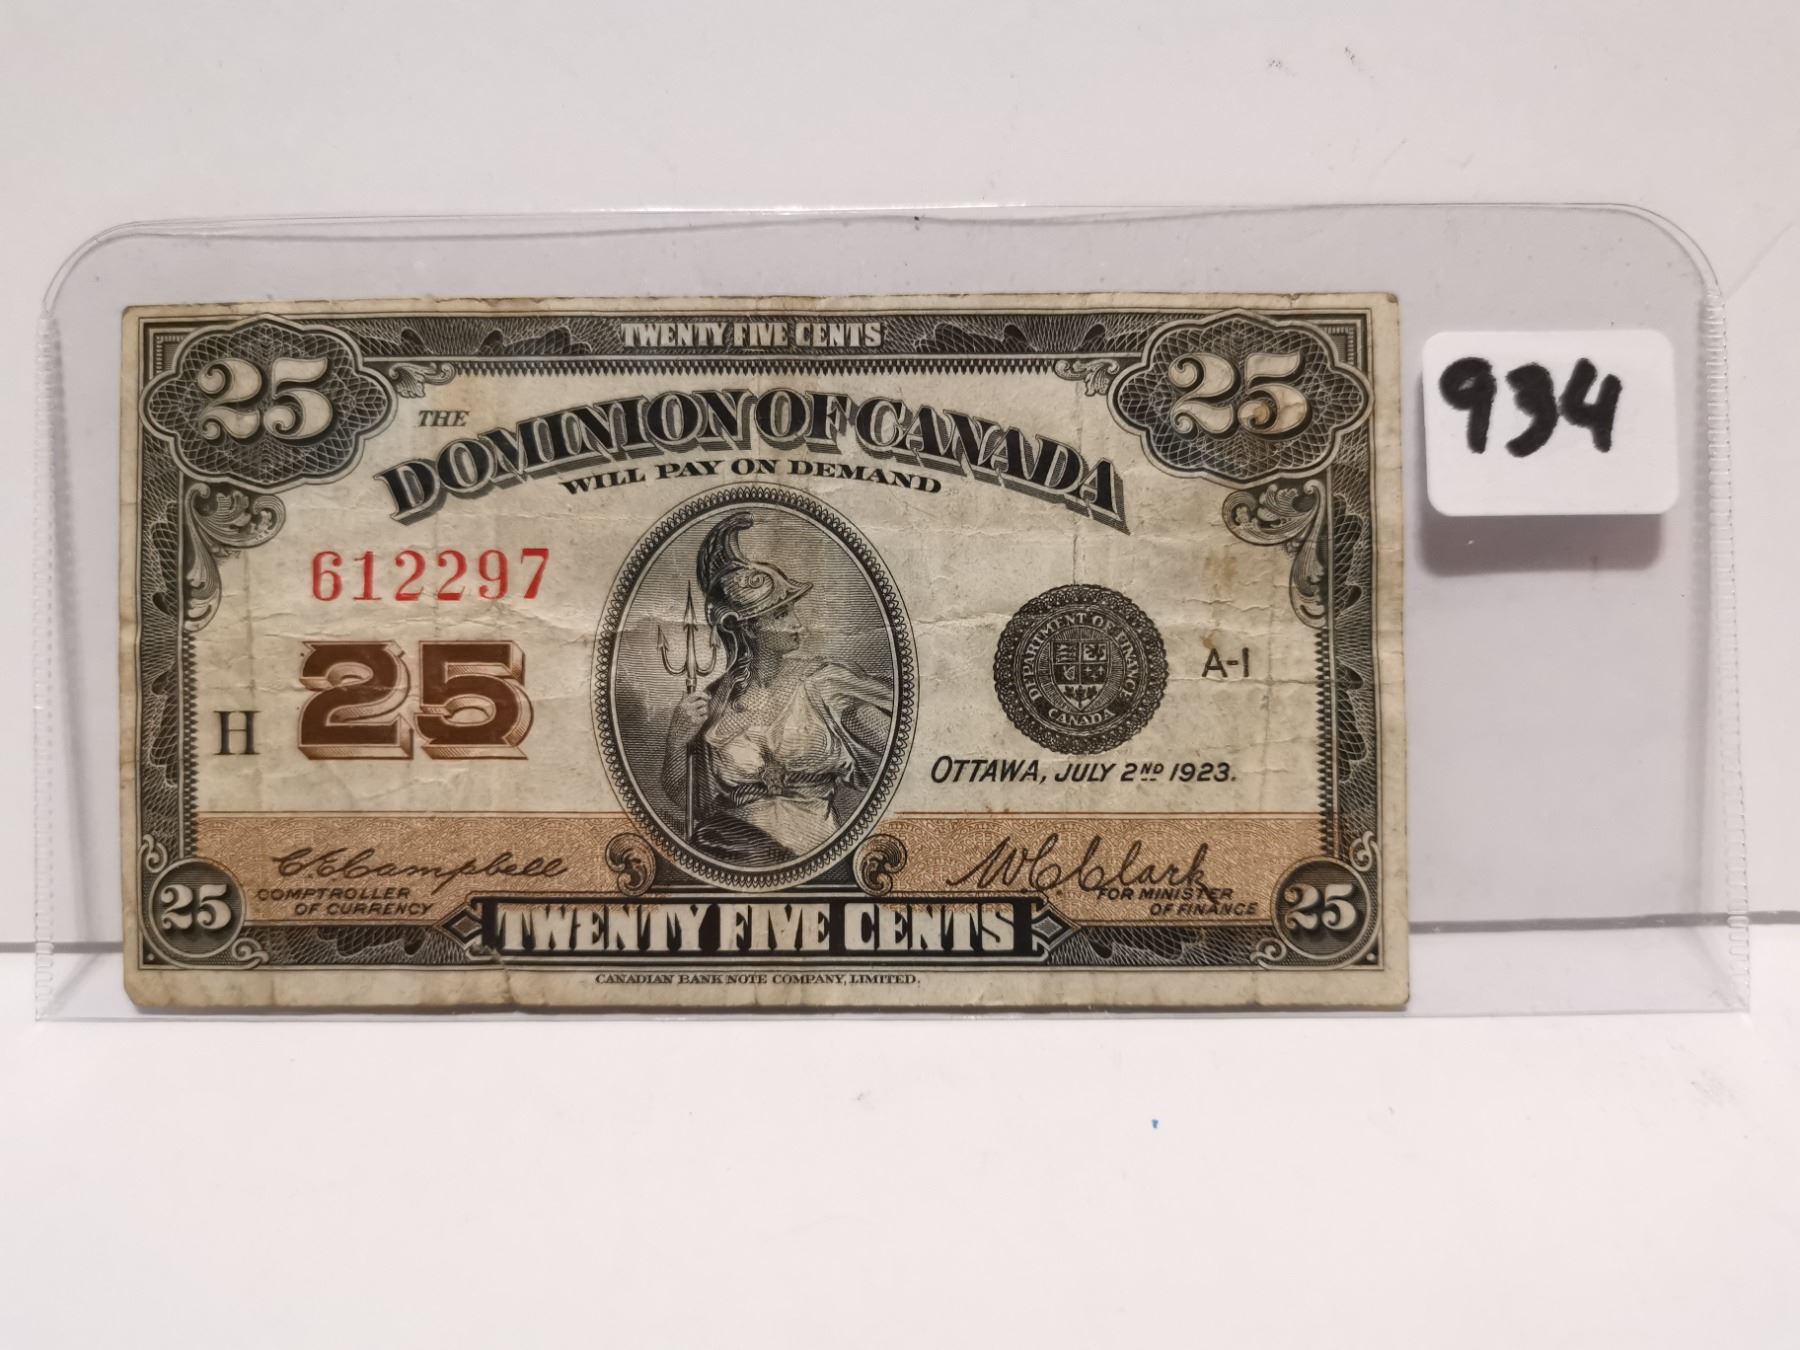 TWENTY FIVE CENTS
25
25
934
THE
DOMINION OF CANADA
WILL PAY ON DEMAND
612297
25
H
DEPARTMENT OF FINANCE
CANADA
A-1
OTTAWA, JULY 2ND 1923.
C.E. Campbell
COMPTROLLER
OF CURRENCY
W.C. Clark
FOR MINISTER
OF FINANCE
25
TWENTY FIVE CENTS
25
CANADIAN BANK NOTE COMPANY, LIMITED.